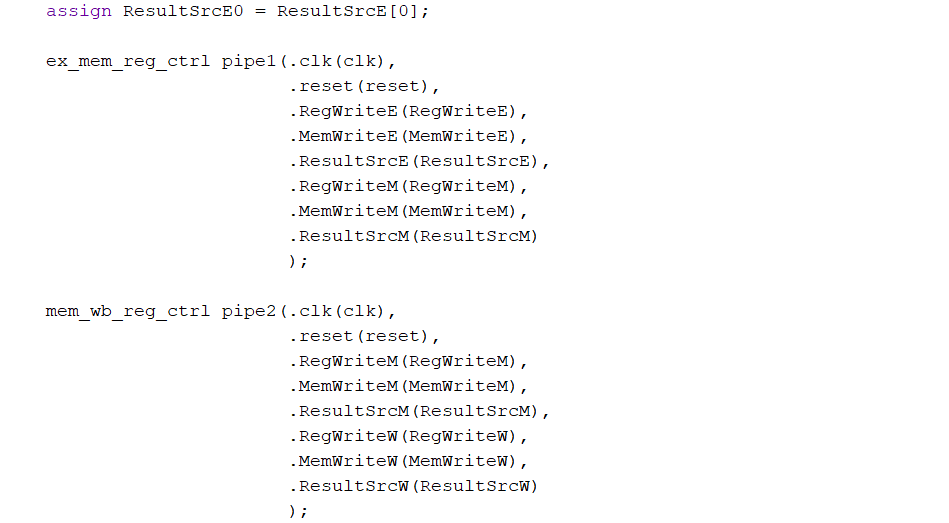 assign ResultSrcE0 = ResultSrcE[0];
ex_mem_reg_ctrl pipe1(.clk(clk),
.reset(reset),
.RegWriteE(RegWriteE),
.MemWriteE(MemWriteE),
.ResultSrcE(ResultSrcE),
.RegWriteM(RegWriteM),
.MemWriteM(MemWriteM),
.ResultSrcM(ResultSrcM)
);
mem_wb_reg_ctrl pipe2(.clk(clk),
.reset(reset),
.RegWriteM(RegWriteM),
.MemWriteM(MemWriteM),
.ResultSrcM(ResultSrcM),
.RegWriteW(RegWriteW),
.MemWriteW(MemWriteW),
.ResultSrcW(ResultSrcW)
);